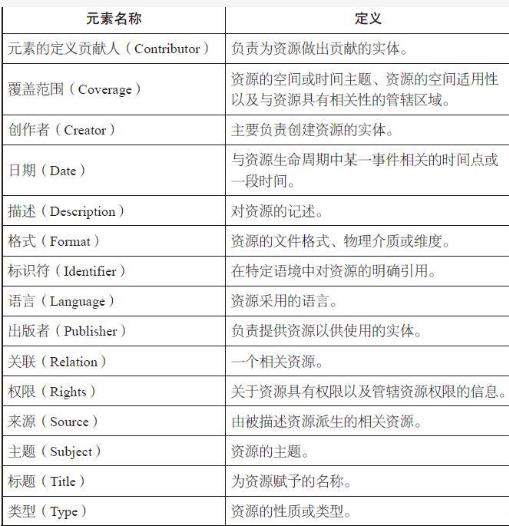 元素名称 定义
元素的定义贡献人（Contributor） 负责为资源做出贡献的实体。
覆盖范围（Coverage） 资源的空间或时间主题、资源的空间适用性
以及与资源具有相关性的管辖区域。
创作者（Creator） 主要负责创建资源的实体。
日期（Date） 与资源生命周期中某一事件相关的时间点或
一段时间。
描述（Description） 对资源的记述。
格式（Format） 资源的文件格式、物理介质或维度。
标识符（Identifier） 在特定语境中对资源的明确引用。
语言（Language） 资源采用的语言。
出版者（Publisher） 负责提供资源以供使用的实体。
关联（Relation） 一个相关资源。
权限（Rights） 关于资源具有权限以及管辖资源权限的信息。
来源（Source） 由被描述资源派生的相关资源。
主题（Subject） 资源的主题。
标题（Title） 为资源赋予的名称。
类型（Type） 资源的性质或类型。